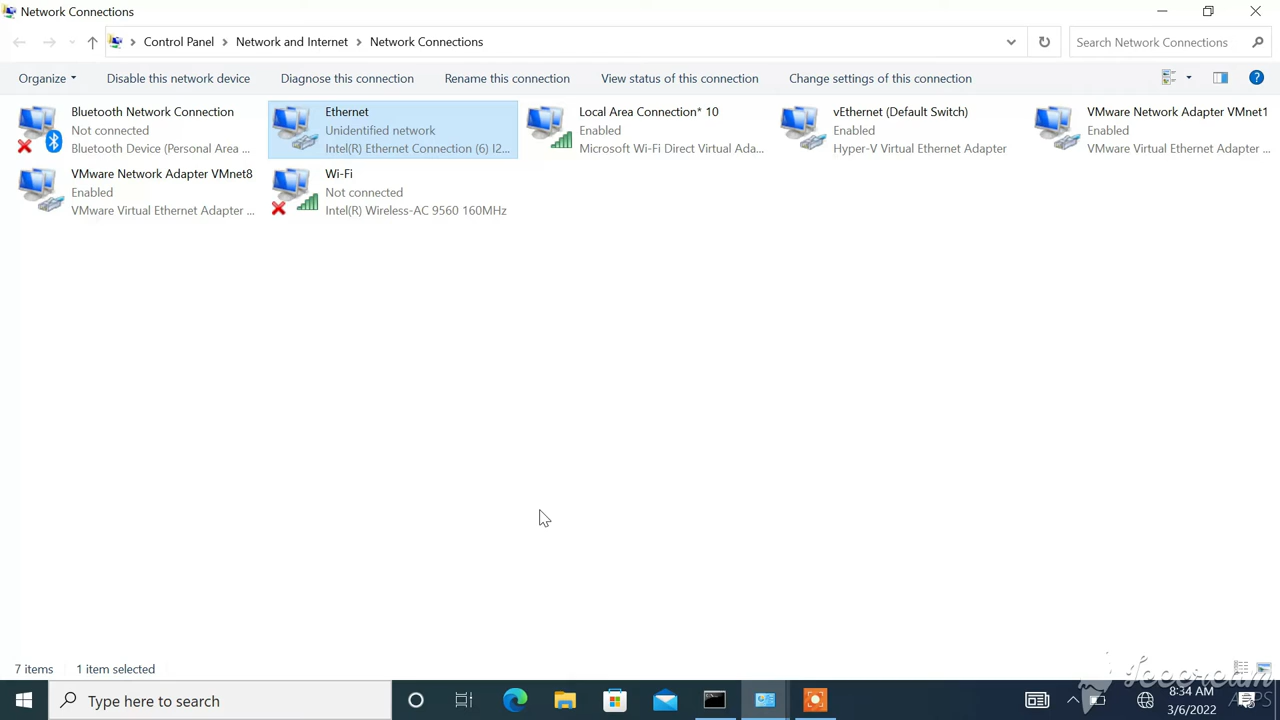 Network Connections
Control Panel > Network and Internet > Network Connections
Search Network Connections
Organize
Disable this network device
Diagnose this connection
Rename this connection
View status of this connection
Change settings of this connection
Bluetooth Network Connection
Not connected
Bluetooth Device (Personal Area ...
Ethernet
Unidentified network
Intel(R) Ethernet Connection (6) I2...
Local Area Connection* 10
Enabled
Microsoft Wi-Fi Direct Virtual Ada...
vEthernet (Default Switch)
Enabled
Hyper-V Virtual Ethernet Adapter
VMware Network Adapter VMnet1
Enabled
VMware Virtual Ethernet Adapter ...
VMware Network Adapter VMnet8
Enabled
VMware Virtual Ethernet Adapter ...
Wi-Fi
Not connected
Intel(R) Wireless-AC 9560 160MHz
7 items
1 item selected
Icecream
APPS
Type here to search
8:34 AM
3/6/2022